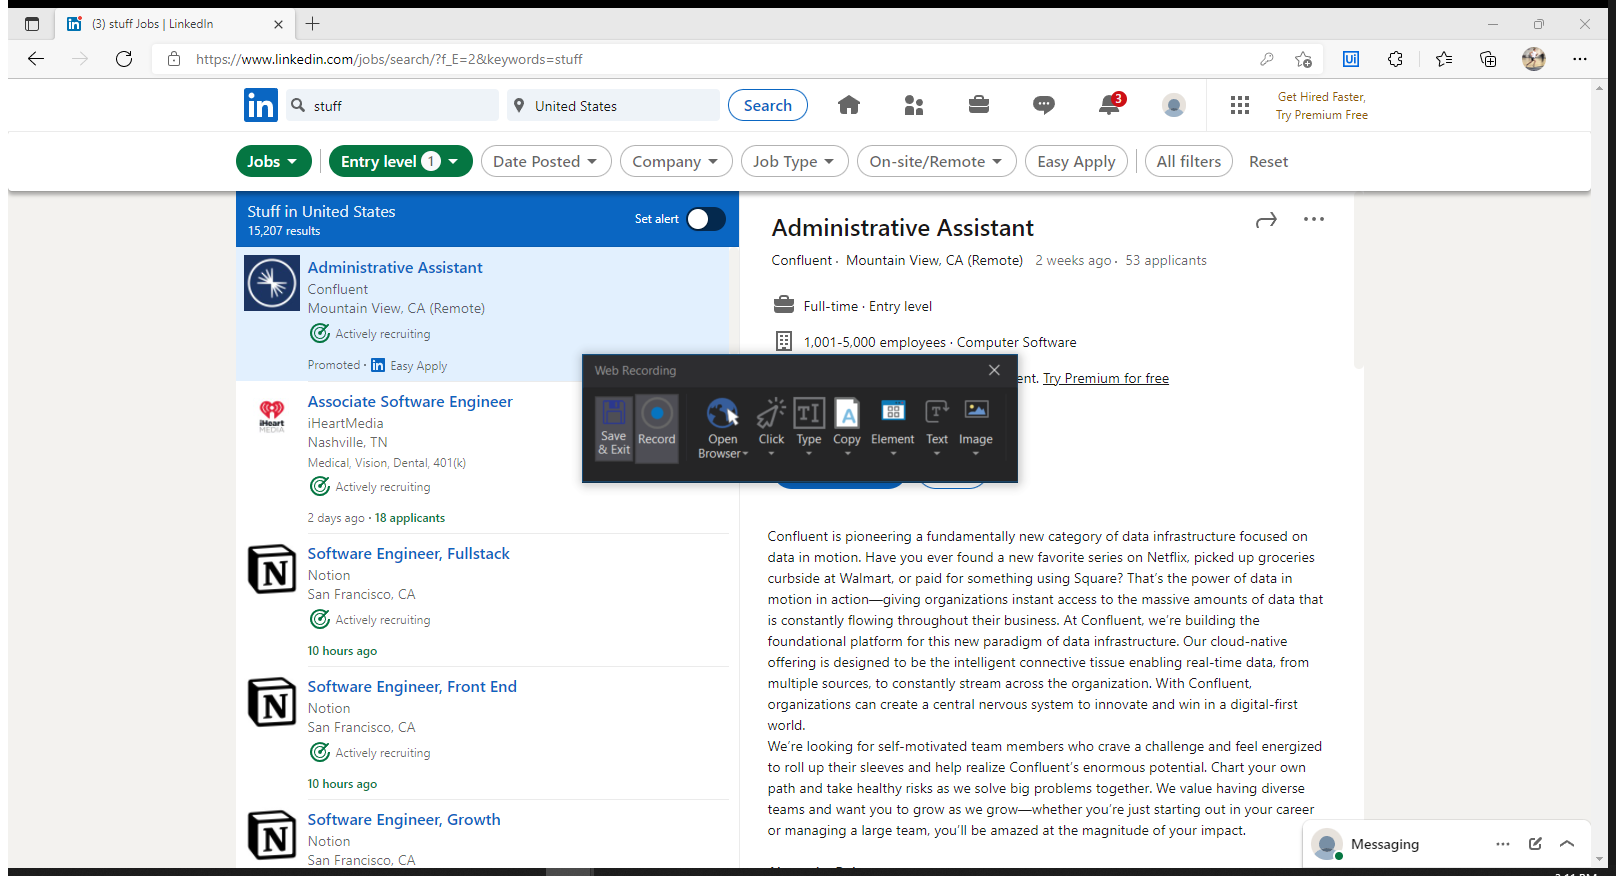 (3) stuff Jobs | LinkedIn
https://www.linkedin.com/jobs/search/?f_E=2&keywords=stuff
Ui
in
stuff
United States
Search
3
Get Hired Faster,
Try Premium Free
Jobs
Entry level 1
Date Posted
Company
Job Type
On-site/Remote
Easy Apply
All filters
Reset
Stuff in United States
15,207 results
Set alert
Administrative Assistant
Confluent
Mountain View, CA (Remote)
Actively recruiting
Promoted · in Easy Apply
iHeart
MEDIA
Associate Software Engineer
iHeartMedia
Nashville, TN
Medical, Vision, Dental, 401(k)
Actively recruiting
2 days ago · 18 applicants
N
Software Engineer, Fullstack
Notion
San Francisco, CA
Actively recruiting
10 hours ago
N
Software Engineer, Front End
Notion
San Francisco, CA
Actively recruiting
10 hours ago
N
Software Engineer, Growth
Notion
San Francisco, CA
Administrative Assistant
Confluent · Mountain View, CA (Remote) 2 weeks ago · 53 applicants
Full-time · Entry level
1,001-5,000 employees · Computer Software
Try Premium for free
Web Recording
Save
& Exit
Record
Open
Browser
Click
Type
Copy
Element
Text
Image
Confluent is pioneering a fundamentally new category of data infrastructure focused on
data in motion. Have you ever found a new favorite series on Netflix, picked up groceries
curbside at Walmart, or paid for something using Square? That's the power of data in
motion in action—giving organizations instant access to the massive amounts of data that
is constantly flowing throughout their business. At Confluent, we're building the
foundational platform for this new paradigm of data infrastructure. Our cloud-native
offering is designed to be the intelligent connective tissue enabling real-time data, from
multiple sources, to constantly stream across the organization. With Confluent,
organizations can create a central nervous system to innovate and win in a digital-first
world.
We're looking for self-motivated team members who crave a challenge and feel energized
to roll up their sleeves and help realize Confluent's enormous potential. Chart your own
path and take healthy risks as we solve big problems together. We value having diverse
teams and want you to grow as we grow—whether you're just starting out in your career
or managing a large team, you'll be amazed at the magnitude of your impact.
Messaging